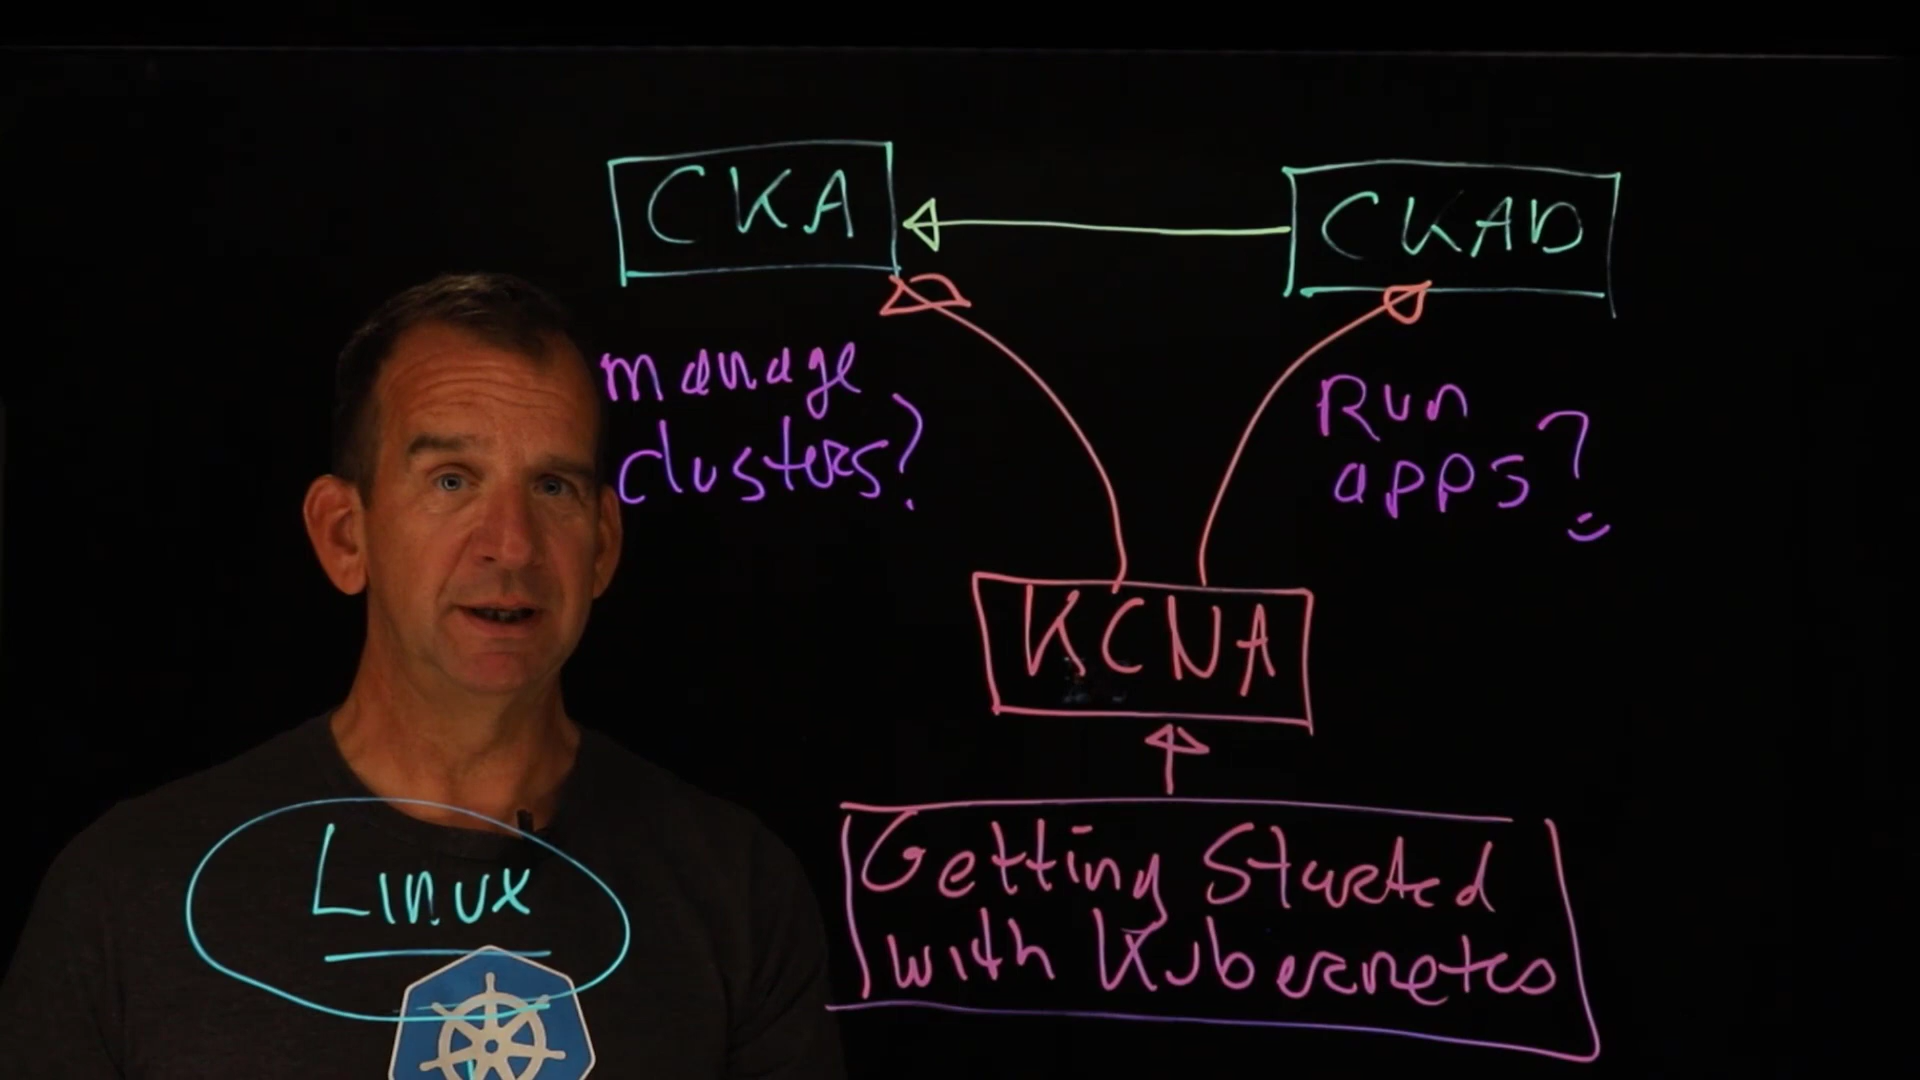 CKA
CKAD
manage
clusters?
Run
apps?
KCNA
Linux
Getting Started
with Kubernetes